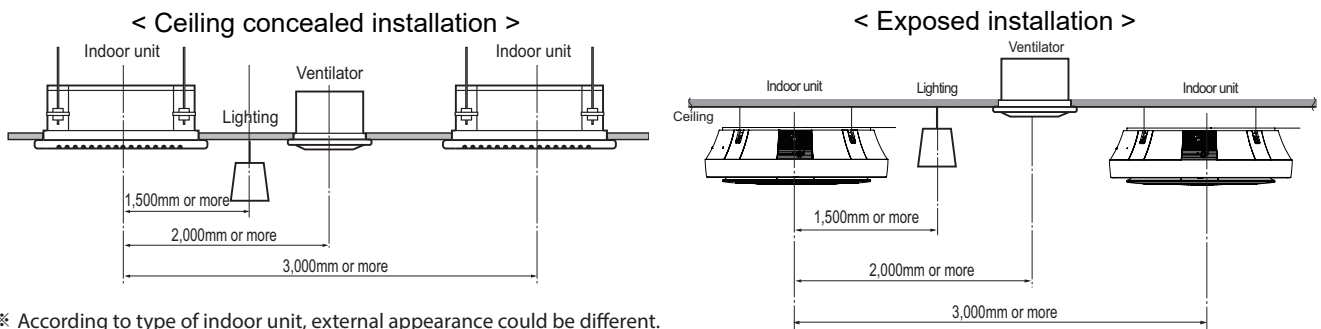 < Ceiling concealed installation >
Indoor unit
Indoor unit
Ventilator
Lighting
1,500mm or more
2,000mm or more
3,000mm or more
※ According to type of indoor unit, external appearance could be different.
< Exposed installation >
Ventilator
Indoor unit
Lighting
Indoor unit
Ceiling
1,500mm or more
2,000mm or more
3,000mm or more